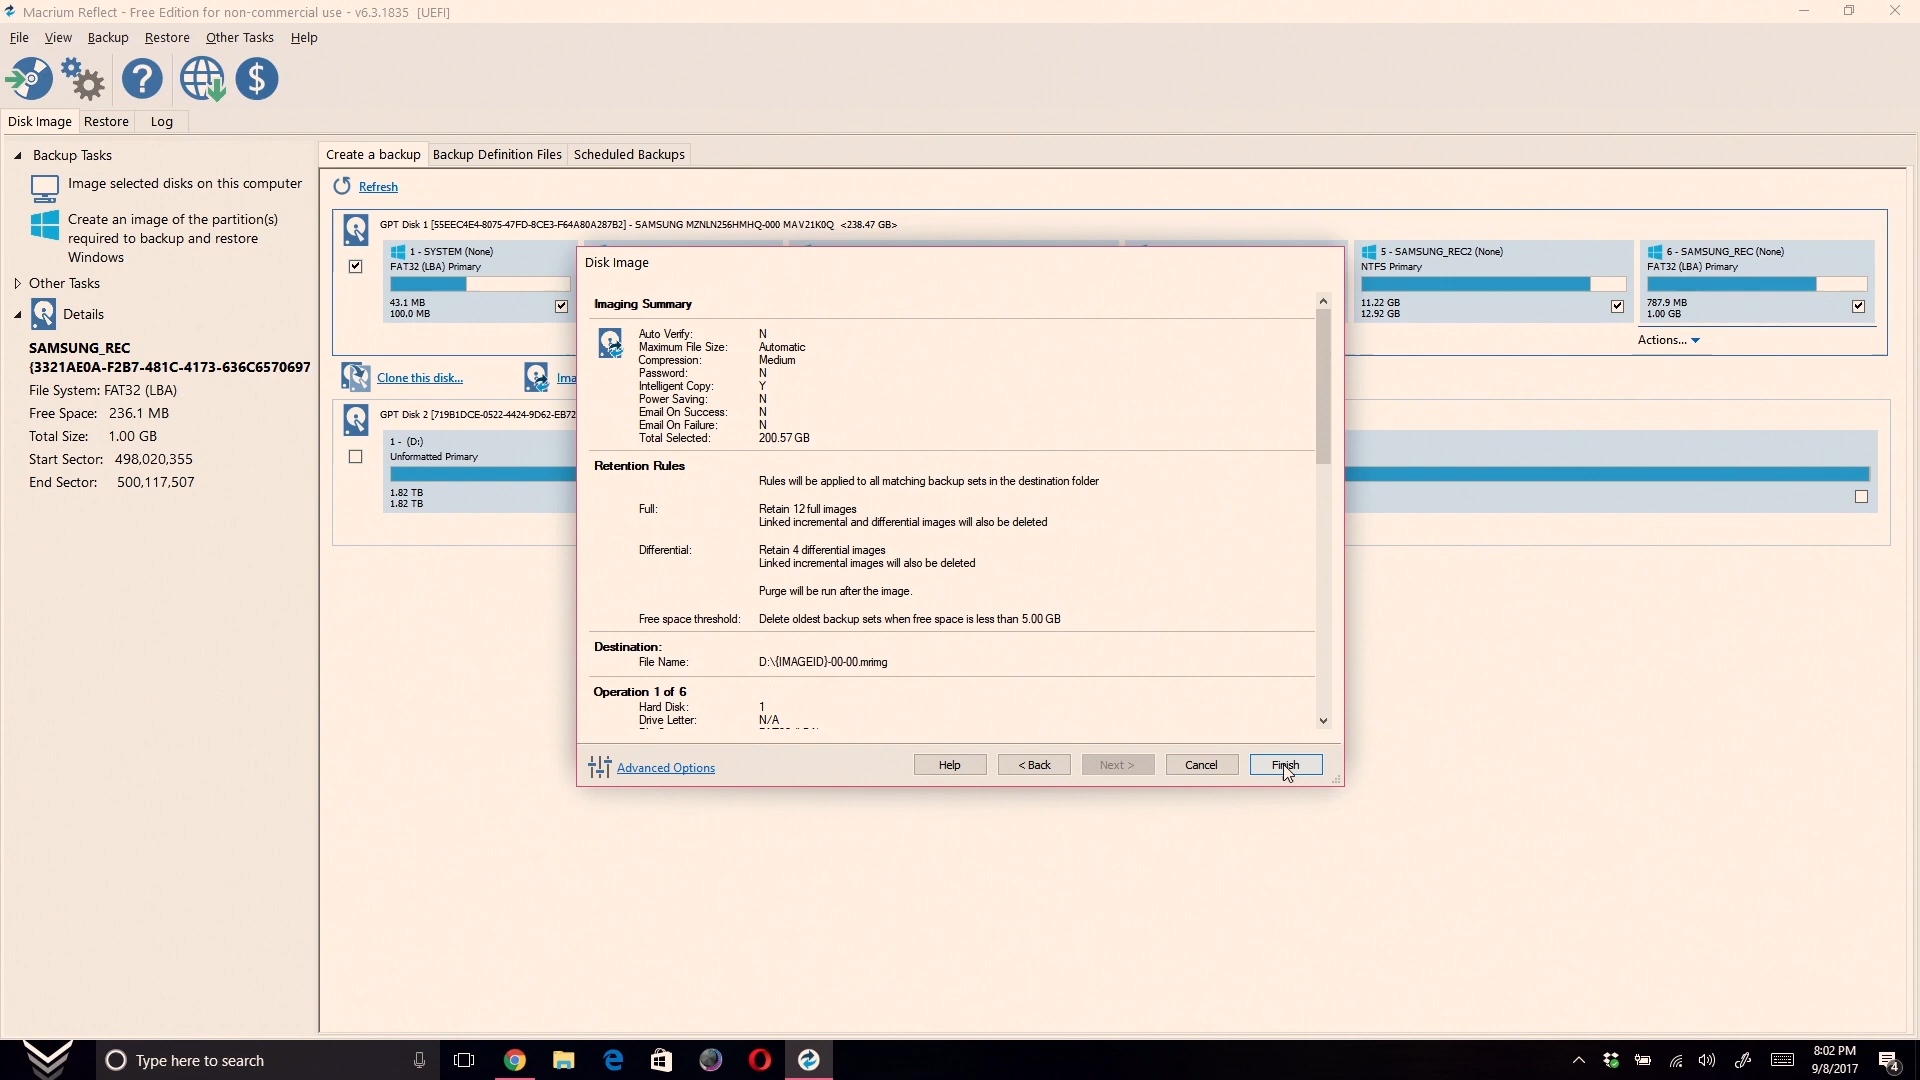 Macrium Reflect - Free Edition for non-commercial use - v6.3.1835 [UEFI]
File View Backup Restore Other Tasks Help
Disk Image Restore Log
Backup Tasks
Image selected disks on this computer
Create an image of the partition(s)
required to backup and restore
Windows
Other Tasks
Details
SAMSUNG_REC
{3321AE0A-F2B7-481C-4173-636C6570697
File System: FAT32 (LBA)
Free Space: 236.1 MB
Total Size: 1.00 GB
Start Sector: 498,020,355
End Sector: 500,117,507
Create a backup Backup Definition Files Scheduled Backups
Refresh
GPT Disk 1 [55EEC4E4-8075-47FD-8CE3-F64A80A287B2] - SAMSUNG MZNLN256HMHQ-000 MAV21K0Q <238.47 GB>
1 - SYSTEM (None)
FAT32 (LBA) Primary
43.1 MB
100.0 MB
5 - SAMSUNG_REC2 (None)
NTFS Primary
11.22 GB
12.92 GB
6 - SAMSUNG_REC (None)
FAT32 (LBA) Primary
787.9 MB
1.00 GB
Actions...
Clone this disk... Ima
GPT Disk 2 [719B1DCE-0522-4424-9D62-EB72
1 - (D:)
Unformatted Primary
1.82 TB
1.82 TB
Disk Image
Imaging Summary
Auto Verify: N
Maximum File Size: Automatic
Compression: Medium
Password: N
Intelligent Copy: Y
Power Saving: N
Email On Success: N
Email On Failure: N
Total Selected: 200.57 GB
Retention Rules
Rules will be applied to all matching backup sets in the destination folder
Full: Retain 12 full images
Linked incremental and differential images will also be deleted
Differential: Retain 4 differential images
Linked incremental images will also be deleted
Purge will be run after the image.
Free space threshold: Delete oldest backup sets when free space is less than 5.00 GB
Destination:
File Name: D:\{IMAGEID}-00-00.mrimg
Operation 1 of 6
Hard Disk: 1
Drive Letter: N/A
Advanced Options
Help < Back Next > Cancel Finish
Type here to search
8:02 PM
9/8/2017
4